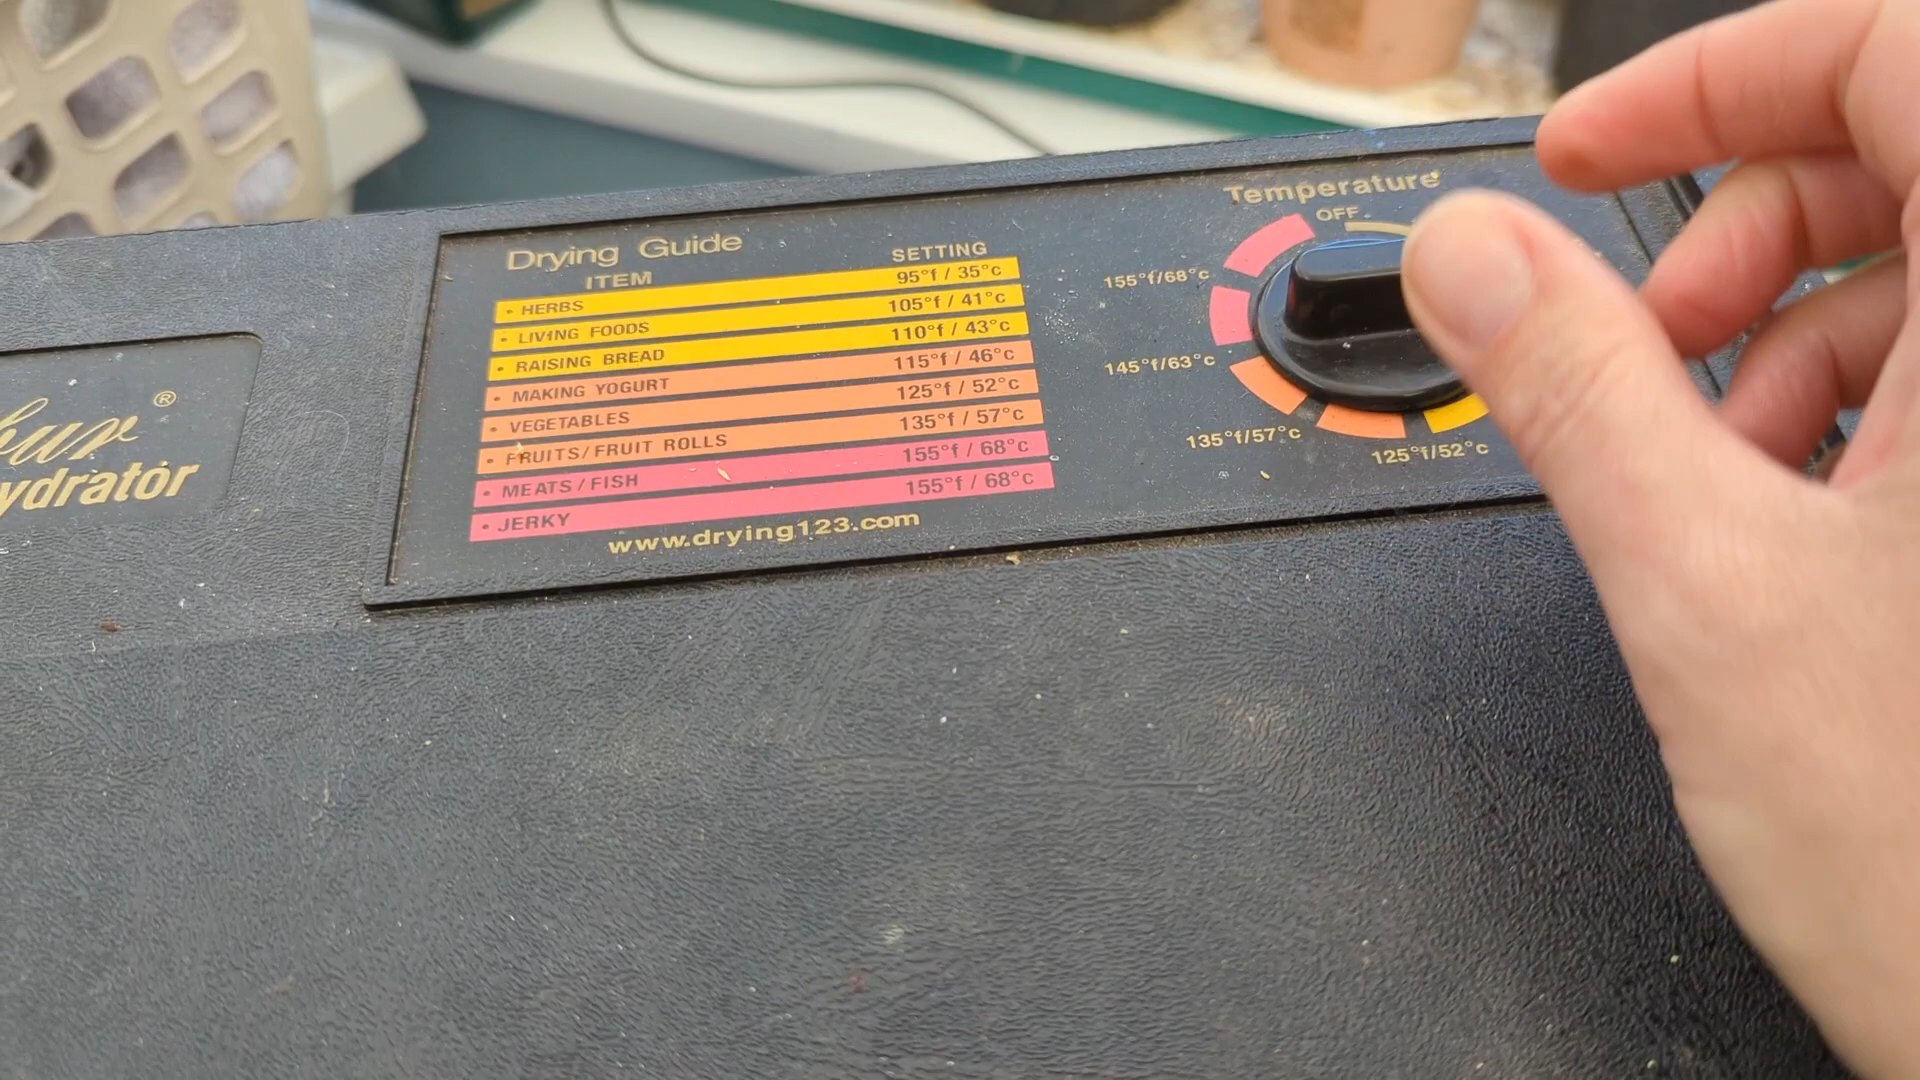 Drying Guide
ITEM SETTING
• HERBS 95°f / 35°c
• LIVING FOODS 105°f / 41°c
• RAISING BREAD 110°f / 43°c
• MAKING YOGURT 115°f / 46°c
• VEGETABLES 125°f / 52°c
• FRUITS/FRUIT ROLLS 135°f / 57°c
• MEATS/FISH 155°f / 68°c
• JERKY 155°f / 68°c
www.drying123.com
Temperature
OFF
155°f/68°c
145°f/63°c
135°f/57°c
125°f/52°c
®